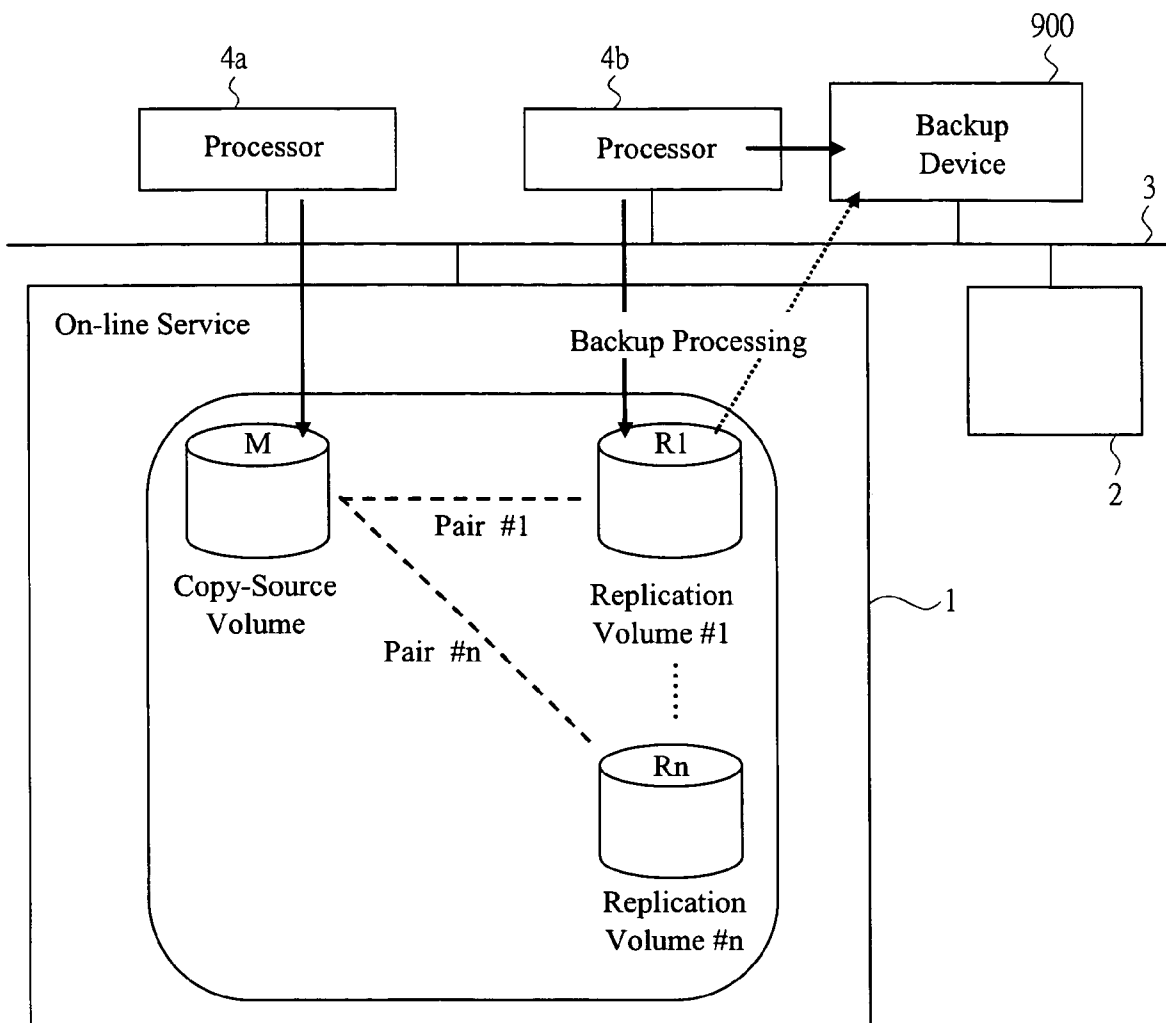 4a
4b
900
Processor
Processor
Backup
Device
3
On-line Service
Backup Processing
M
R1
2
Pair #1
Copy-Source
Volume
Replication
Volume #1
1
Pair #n
Rn
Replication
Volume #n